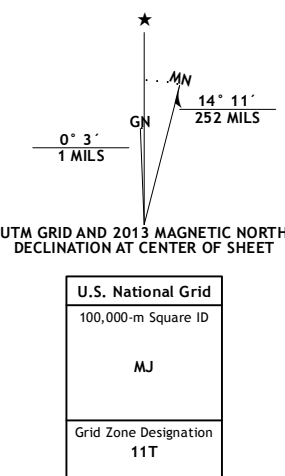 ★
MN
GN
14° 11´
252 MILS
0° 3´
1 MILS
UTM GRID AND 2013 MAGNETIC NORTH
DECLINATION AT CENTER OF SHEET
U.S. National Grid
100,000-m Square ID
MJ
Grid Zone Designation
11T